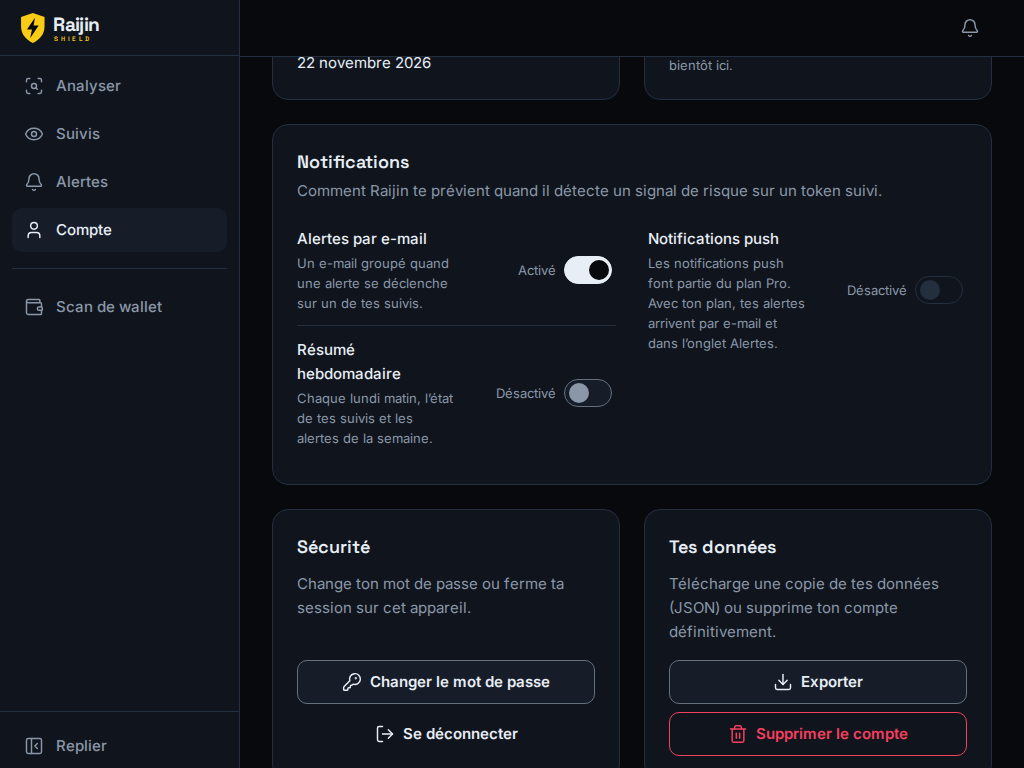 Raijin
SHIELD
Analyser
Suivis
Alertes
Compte
Scan de wallet
Replier
22 novembre 2026
bientôt ici.
Notifications
Comment Raijin te prévient quand il détecte un signal de risque sur un token suivi.
Alertes par e-mail
Un e-mail groupé quand
une alerte se déclenche
sur un de tes suivis.
Activé
Résumé
hebdomadaire
Chaque lundi matin, l'état
de tes suivis et les
alertes de la semaine.
Désactivé
Notifications push
Les notifications push
font partie du plan Pro.
Avec ton plan, tes alertes
arrivent par e-mail et
dans l'onglet Alertes.
Désactivé
Sécurité
Change ton mot de passe ou ferme ta
session sur cet appareil.
Changer le mot de passe
Se déconnecter
Tes données
Télécharge une copie de tes données
(JSON) ou supprime ton compte
définitivement.
Exporter
Supprimer le compte